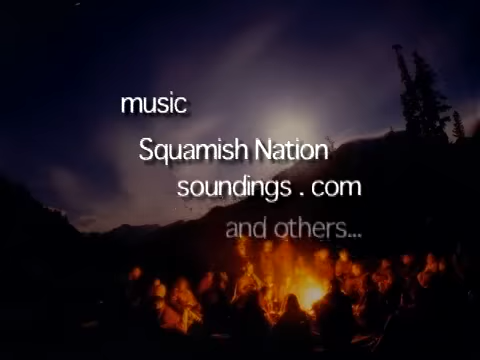 music
Squamish Nation
soundings . com
and others...